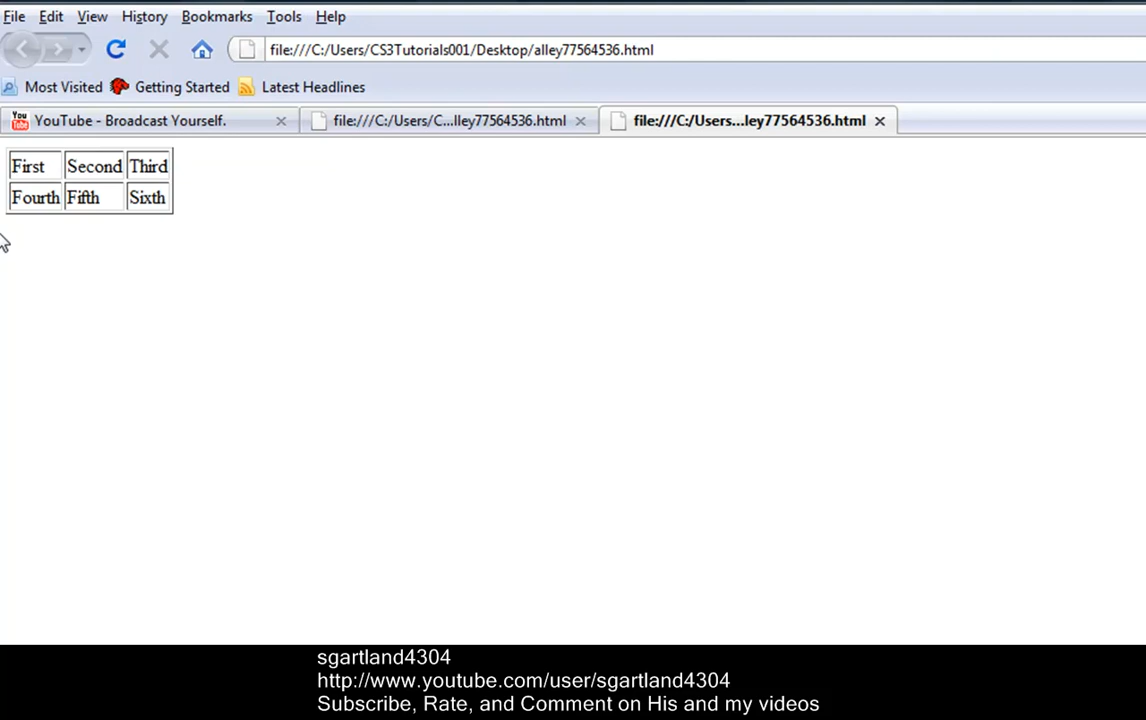 File Edit View History Bookmarks Tools Help
file:///C:/Users/CS3Tutorials001/Desktop/alley77564536.html
Most Visited Getting Started Latest Headlines
You Tube YouTube - Broadcast Yourself. file:///C:/Users/C...lley77564536.html file:///C:/Users...ley77564536.html
First Second Third
Fourth Fifth Sixth
sgartland4304
http://www.youtube.com/user/sgartland4304
Subscribe, Rate, and Comment on His and my videos